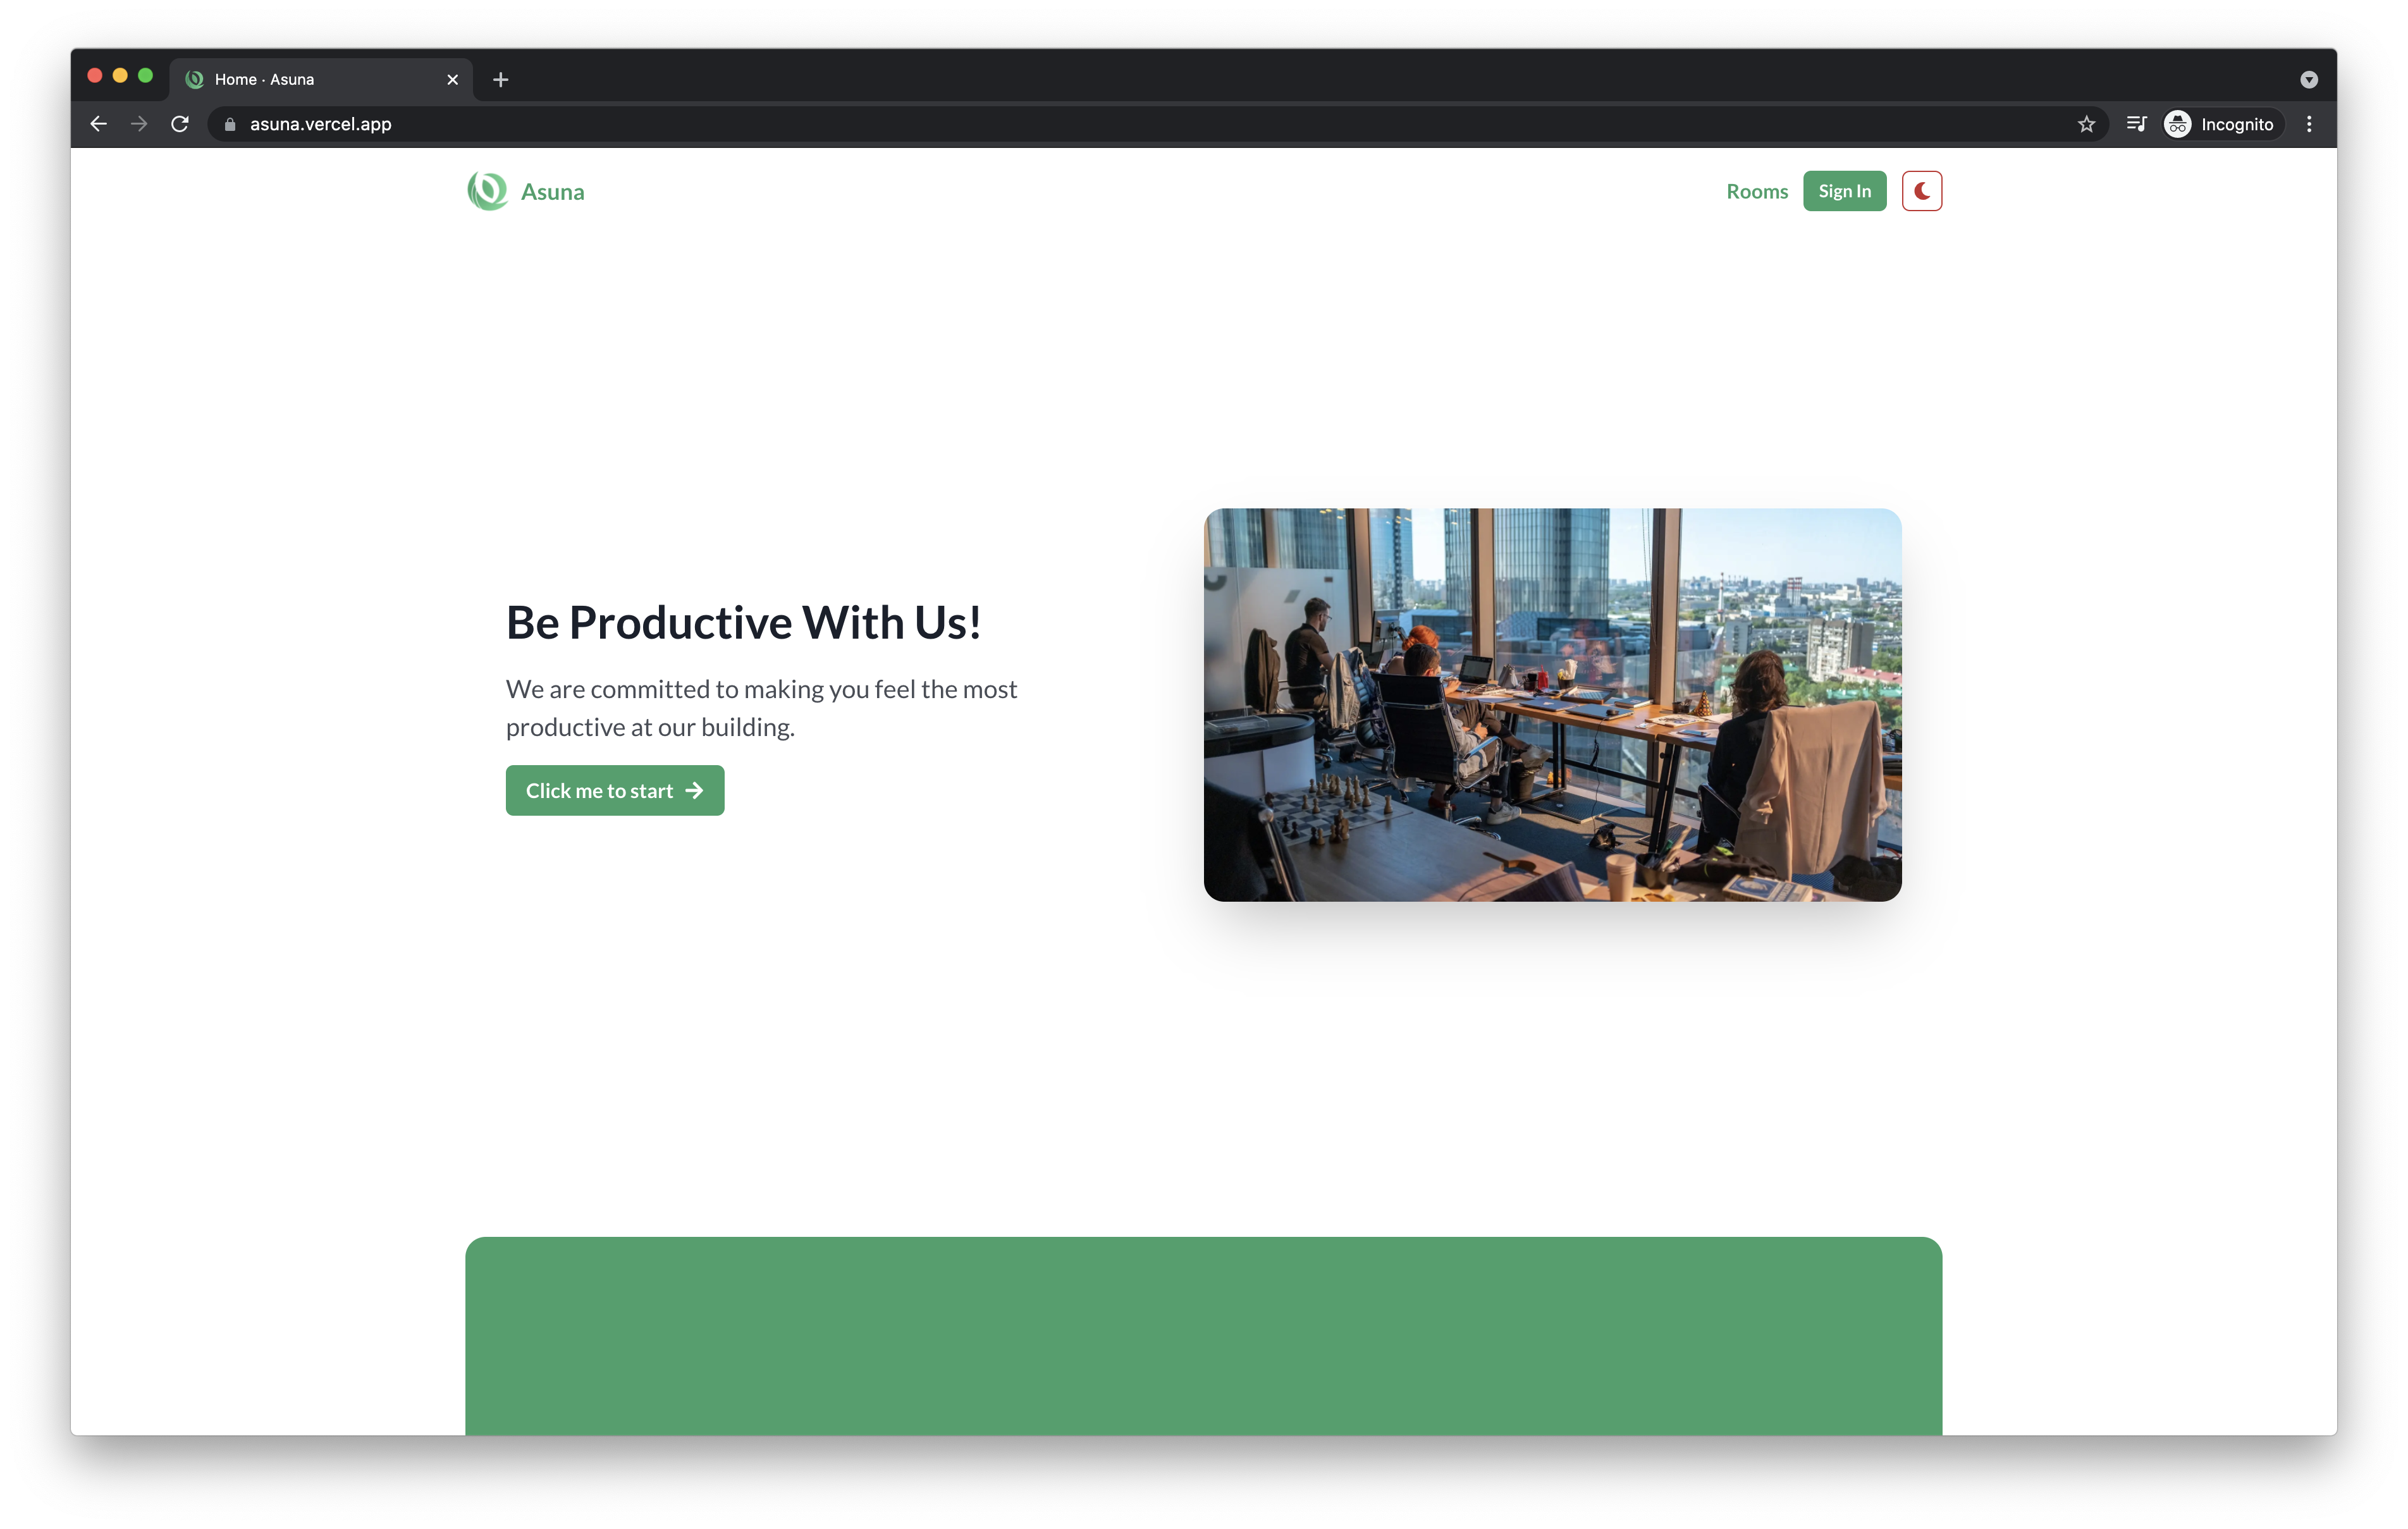 Home · Asuna
asuna.vercel.app
Incognito
Asuna
Rooms
Sign In
Be Productive With Us!
We are committed to making you feel the most
productive at our building.
Click me to start